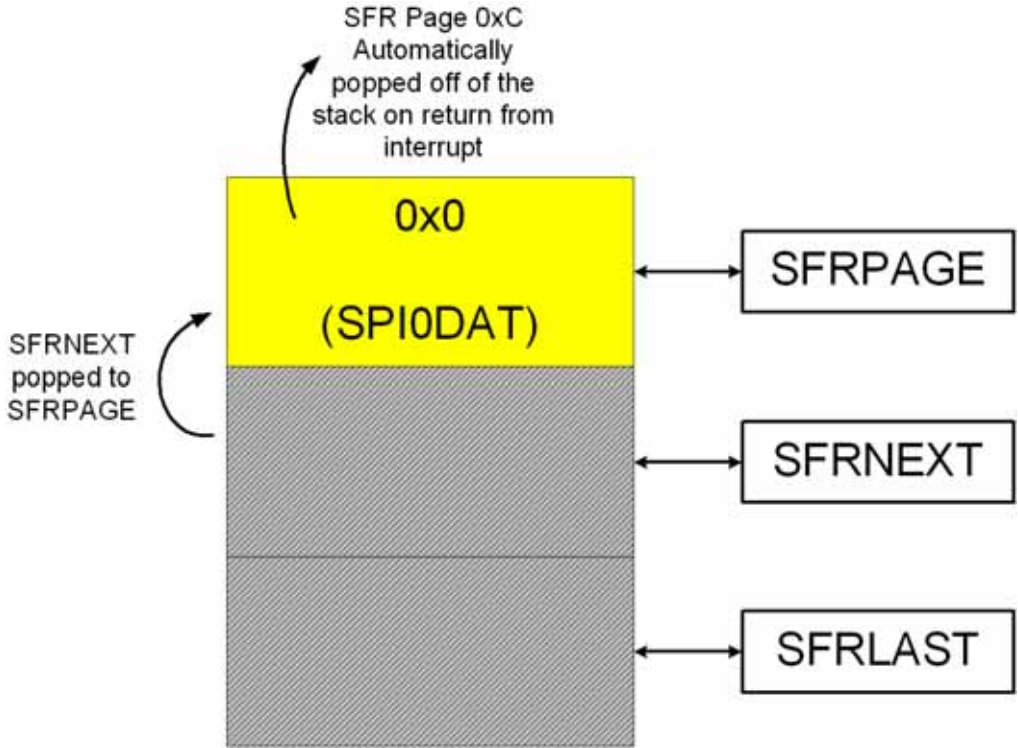 SFR Page 0xC
Automatically
popped off of the
stack on return from
interrupt
0x0
(SPI0DAT)
SFRPAGE
SFRNEXT
popped to
SFRPAGE
SFRNEXT
SFRLAST